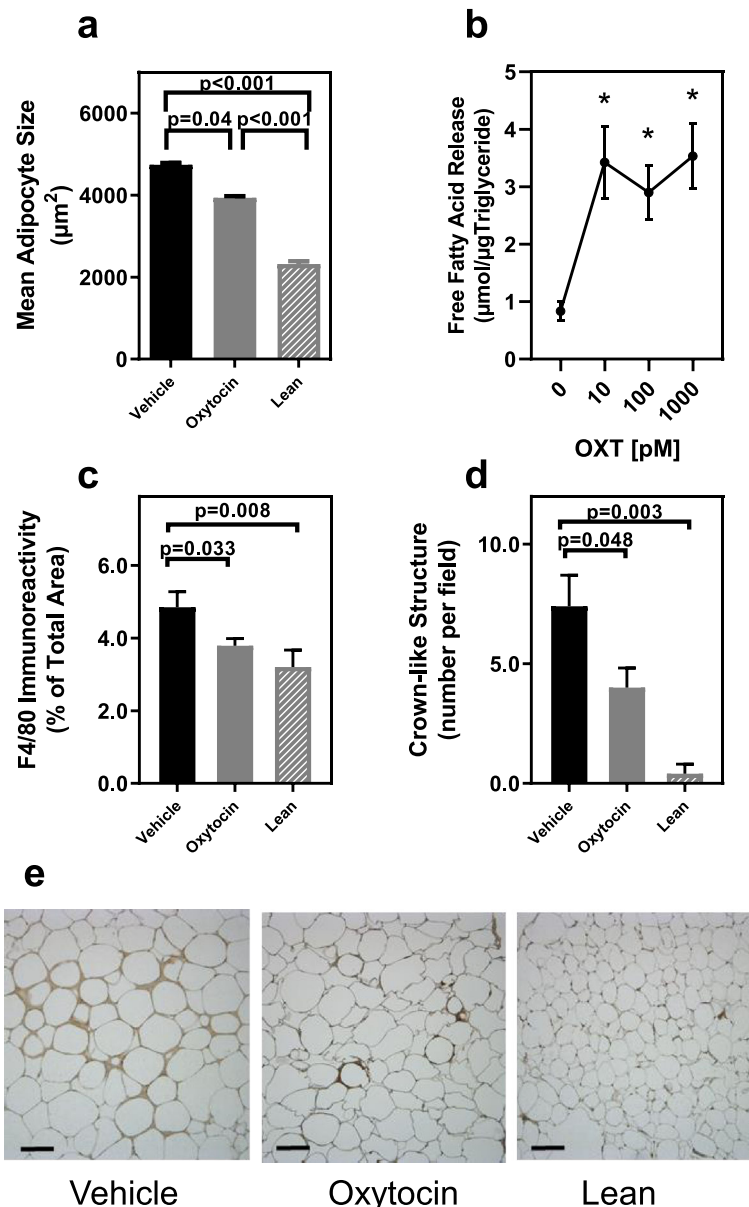 a
Mean Adipocyte Size
(µm²)
6000
4000
2000
0
p<0.001
p=0.04
p<0.001
Vehicle
Oxytocin
Lean
b
Free Fatty Acid Release
(µmol/µgTriglyceride)
5
4
3
2
1
0
*
*
*
0
10
100
1000
OXT [pM]
c
F4/80 Immunoreactivity
(% of Total Area)
6.0
4.0
2.0
0.0
p=0.008
p=0.033
Vehicle
Oxytocin
Lean
d
Crown-like Structure
(number per field)
10.0
5.0
0.0
p=0.003
p=0.048
Vehicle
Oxytocin
Lean
e
Vehicle
Oxytocin
Lean